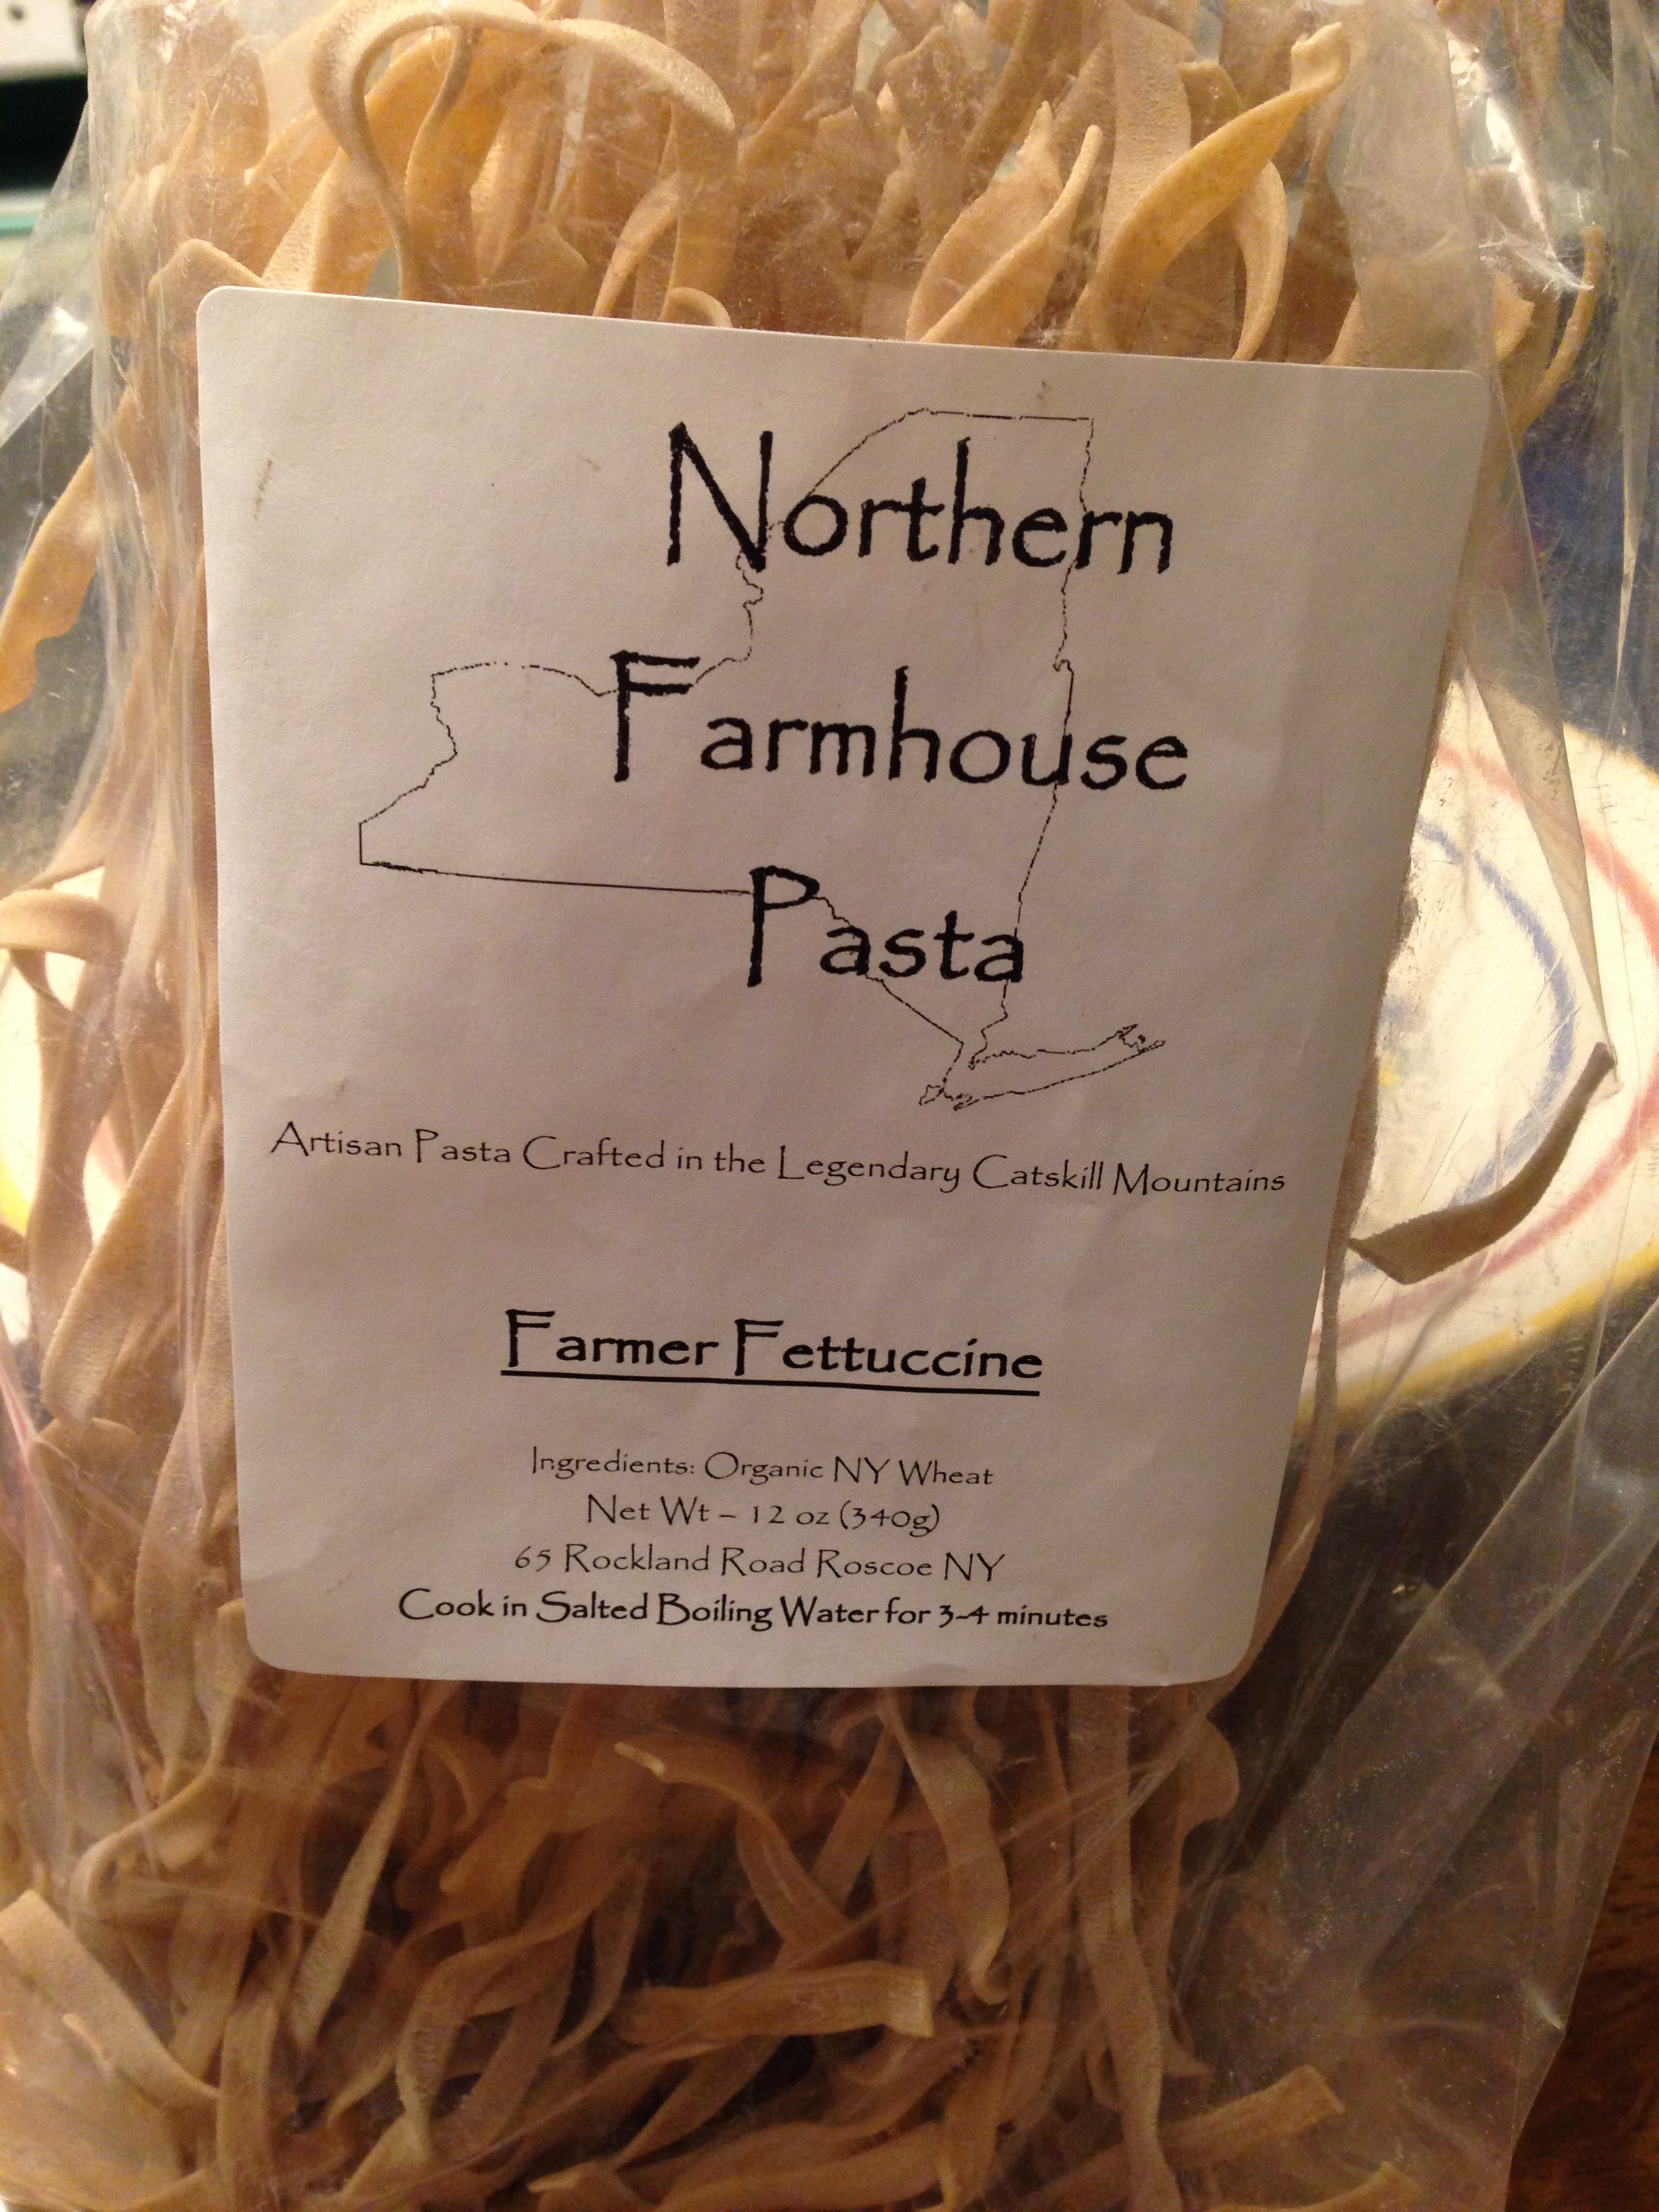 Northern
Farmhouse
Pasta
Artisan Pasta Crafted in the Legendary Catskill Mountains
Farmer Fettuccine
Ingredients: Organic NY Wheat
Net Wt – 12 oz (340g)
65 Rockland Road Roscoe NY
Cook in Salted Boiling Water for 3-4 minutes